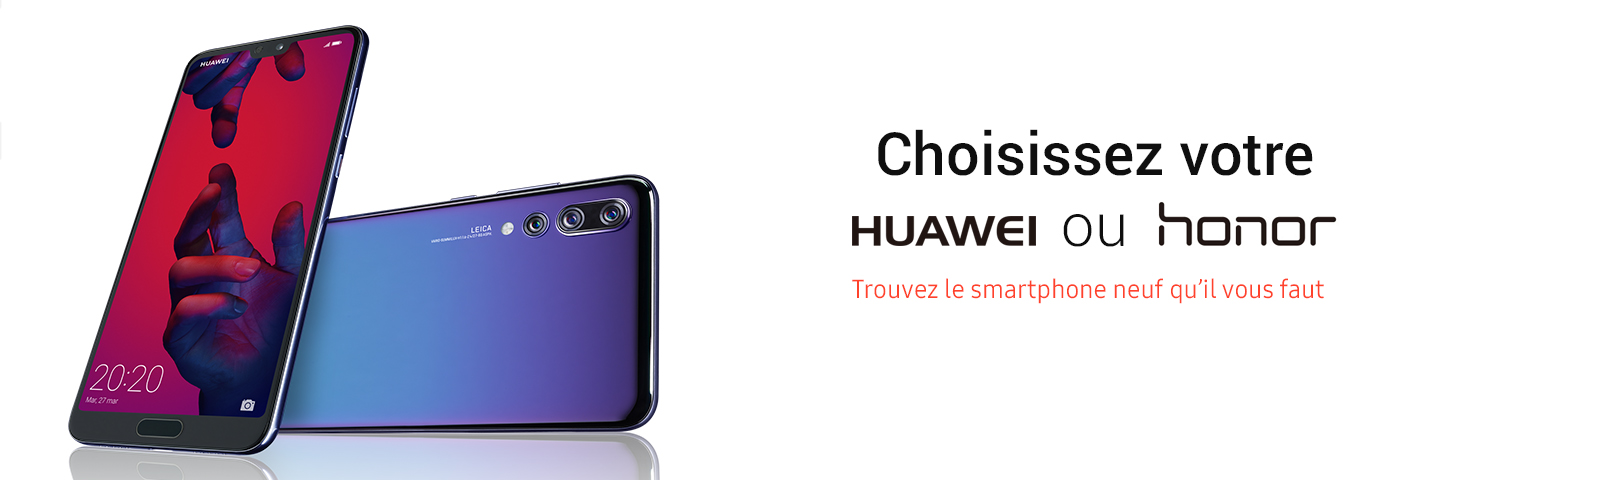 HUAWEI
20:20
Mar, 27 mar
LEICA
Choisissez votre
HUAWEI ou honor
Trouvez le smartphone neuf qu'il vous faut